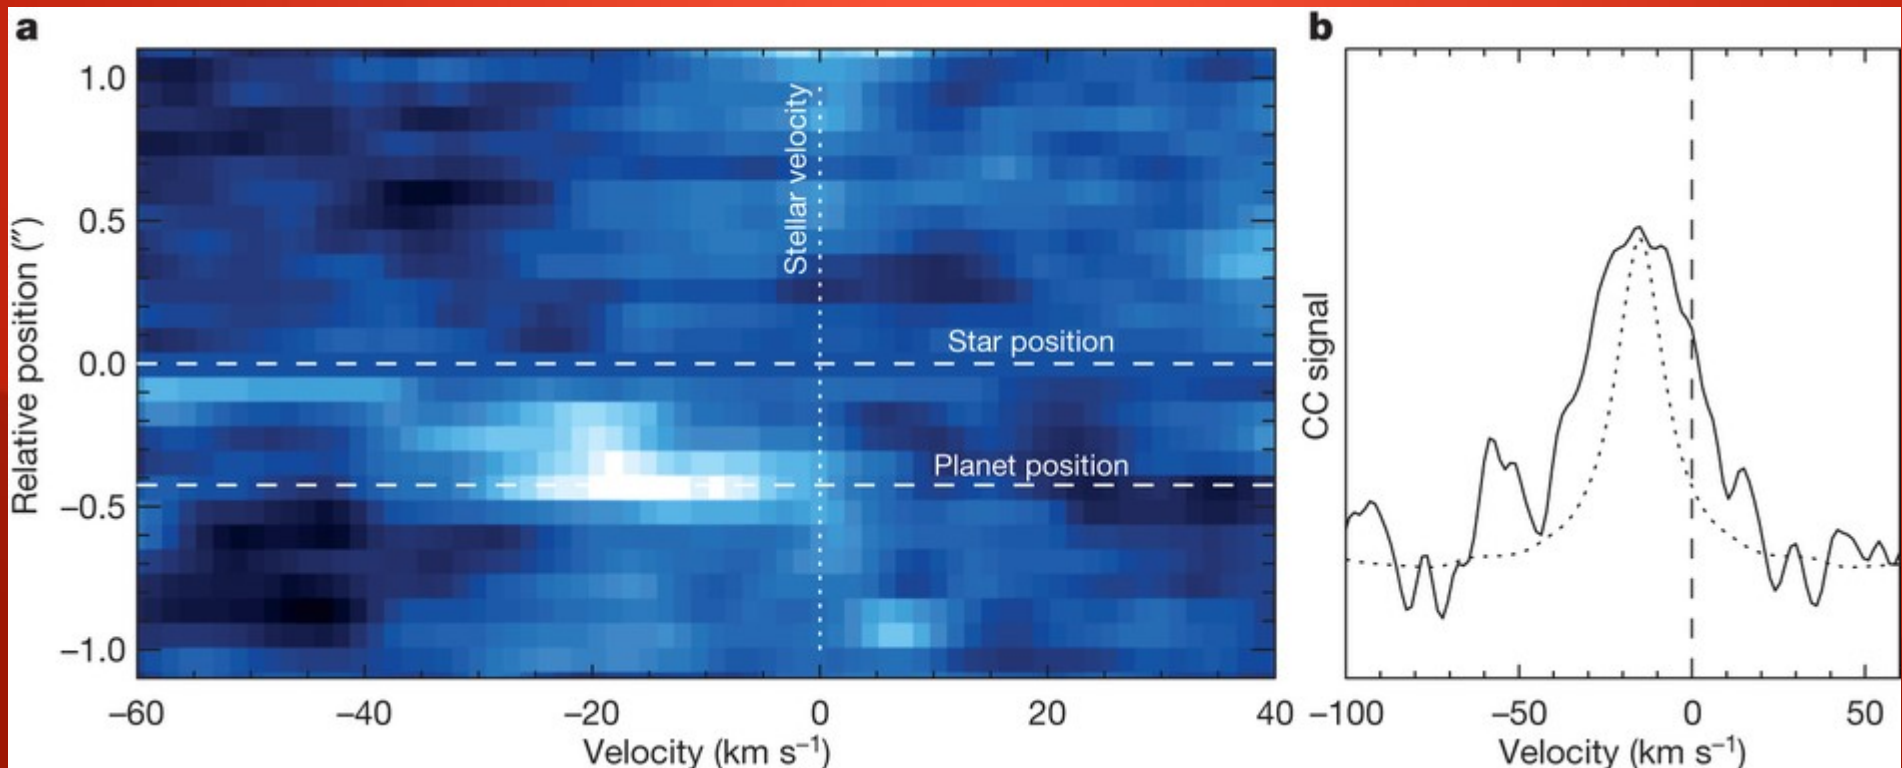 a
b
1.0
0.5
0.0
−0.5
−1.0
Relative position (″)
Stellar velocity
Star position
Planet position
−60
−40
−20
0
20
40
Velocity (km s⁻¹)
CC signal
−100
−50
0
50
Velocity (km s⁻¹)